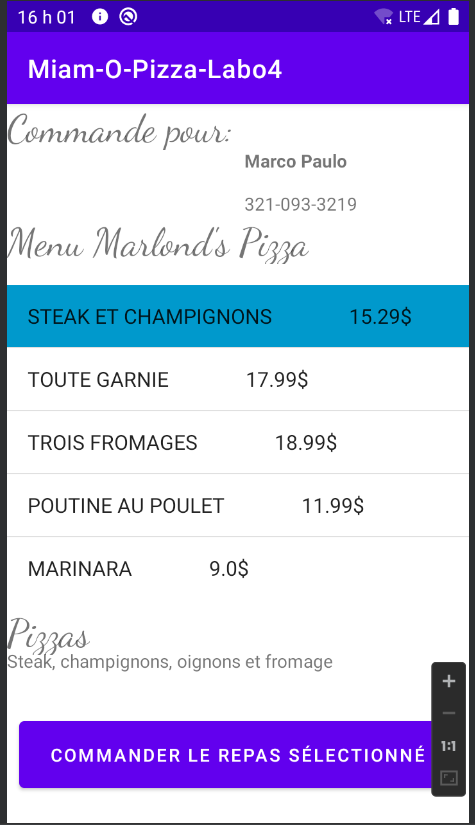 16 h 01 LTE
Miam-O-Pizza-Labo4
Commande pour:
Marco Paulo
321-093-3219
Menu Marlond's Pizza
STEAK ET CHAMPIGNONS 15.29$
TOUTE GARNIE 17.99$
TROIS FROMAGES 18.99$
POUTINE AU POULET 11.99$
MARINARA 9.0$
Pizzas
Steak, champignons, oignons et fromage
COMMANDER LE REPAS SÉLECTIONNÉ
1:1